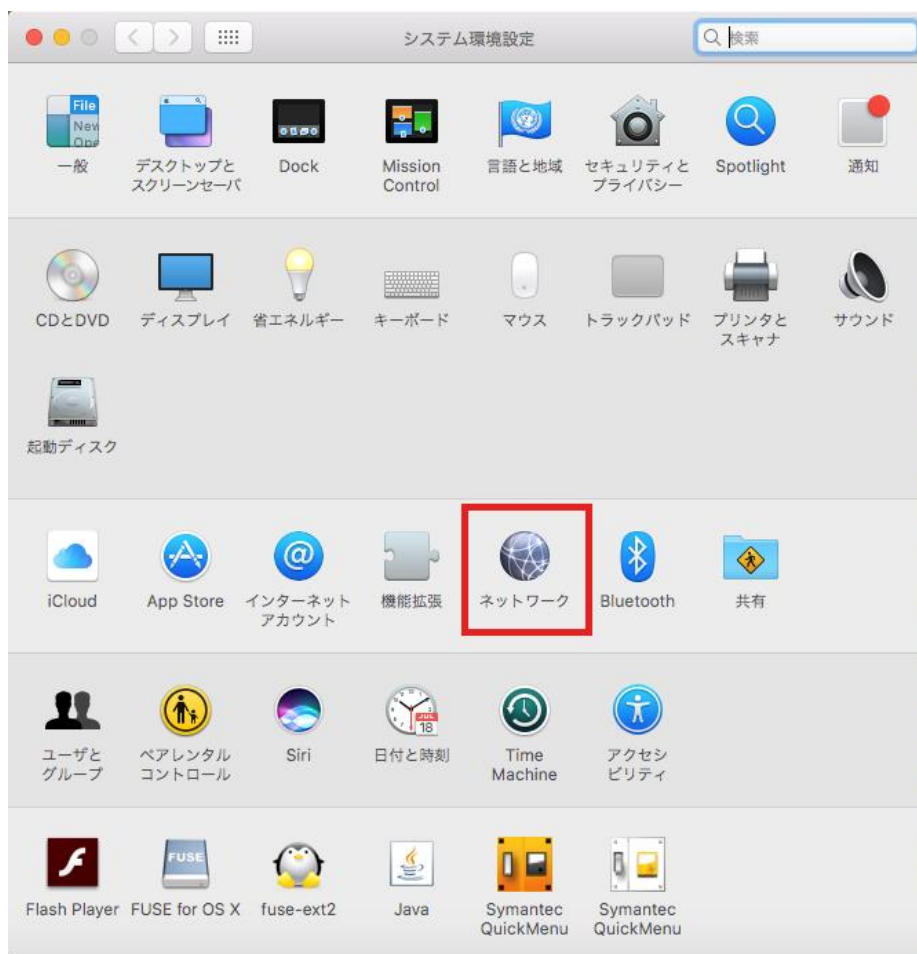 システム環境設定
検索
File
New
Ope
一般
デスクトップと
スクリーンセーバ
Dock
Mission
Control
言語と地域
セキュリティと
プライバシー
Spotlight
通知
CDとDVD
ディスプレイ
省エネルギー
キーボード
マウス
トラックパッド
プリンタと
スキャナ
サウンド
起動ディスク
iCloud
App Store
インターネット
アカウント
機能拡張
ネットワーク
Bluetooth
共有
ユーザと
グループ
ペアレンタル
コントロール
Siri
JUL
18
日付と時刻
Time
Machine
アクセシ
ビリティ
Flash Player
FUSE
FUSE for OS X
fuse-ext2
Java
Symantec
QuickMenu
Symantec
QuickMenu